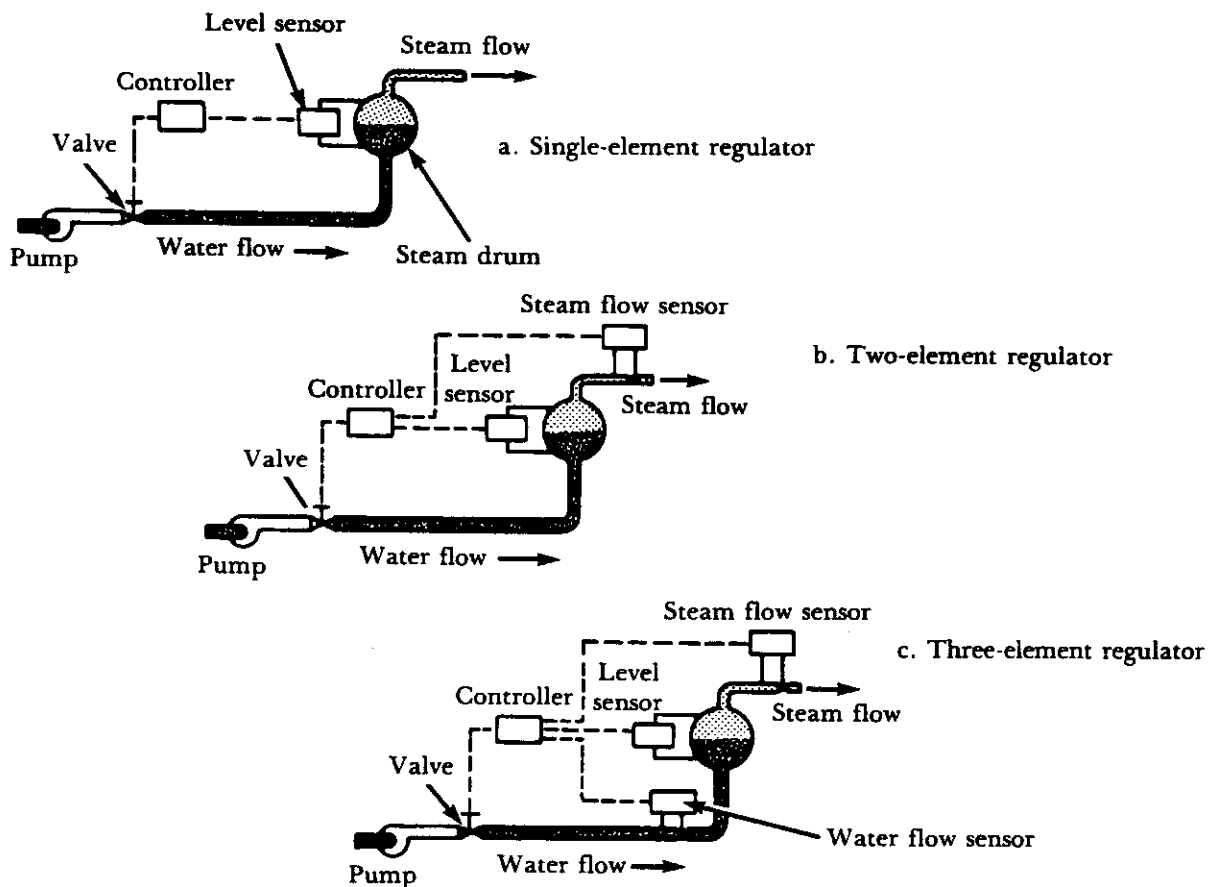 Level sensor
Steam flow
Controller
Valve
a. Single-element regulator
Water flow
Steam drum
Pump
Steam flow sensor
b. Two-element regulator
Level
sensor
Controller
Steam flow
Valve
Water flow
Pump
Steam flow sensor
c. Three-element regulator
Level
sensor
Controller
Steam flow
Valve
Water flow sensor
Water flow
Pump